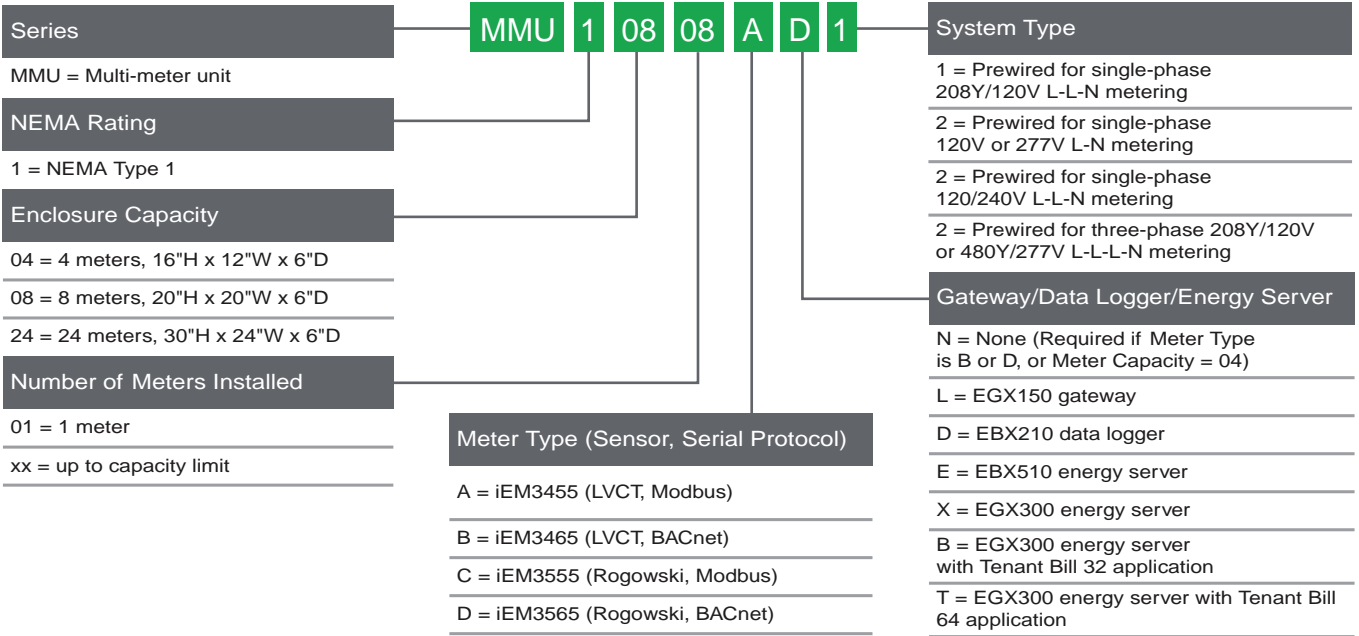 MMU 1 08 08 A D 1
Series
MMU = Multi-meter unit
NEMA Rating
1 = NEMA Type 1
Enclosure Capacity
04 = 4 meters, 16"H x 12"W x 6"D
08 = 8 meters, 20"H x 20"W x 6"D
24 = 24 meters, 30"H x 24"W x 6"D
Number of Meters Installed
01 = 1 meter
xx = up to capacity limit
Meter Type (Sensor, Serial Protocol)
A = iEM3455 (LVCT, Modbus)
B = iEM3465 (LVCT, BACnet)
C = iEM3555 (Rogowski, Modbus)
D = iEM3565 (Rogowski, BACnet)
System Type
1 = Prewired for single-phase
208Y/120V L-L-N metering
2 = Prewired for single-phase
120V or 277V L-N metering
2 = Prewired for single-phase
120/240V L-L-N metering
2 = Prewired for three-phase 208Y/120V
or 480Y/277V L-L-L-N metering
Gateway/Data Logger/Energy Server
N = None (Required if Meter Type
is B or D, or Meter Capacity = 04)
L = EGX150 gateway
D = EBX210 data logger
E = EBX510 energy server
X = EGX300 energy server
B = EGX300 energy server
with Tenant Bill 32 application
T = EGX300 energy server with Tenant Bill
64 application